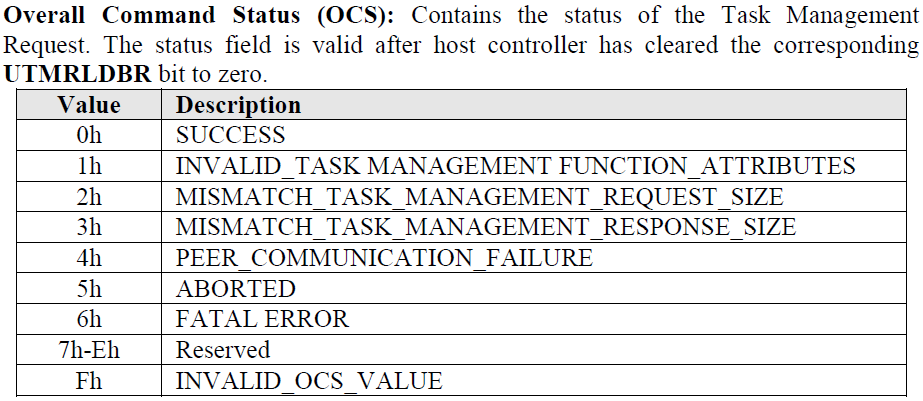 Overall Command Status (OCS): Contains the status of the Task Management
Request. The status field is valid after host controller has cleared the corresponding
UTMRLDBR bit to zero.
Value Description
0h SUCCESS
1h INVALID_TASK MANAGEMENT FUNCTION_ATTRIBUTES
2h MISMATCH_TASK_MANAGEMENT_REQUEST_SIZE
3h MISMATCH_TASK_MANAGEMENT_RESPONSE_SIZE
4h PEER_COMMUNICATION_FAILURE
5h ABORTED
6h FATAL ERROR
7h-Eh Reserved
Fh INVALID_OCS_VALUE